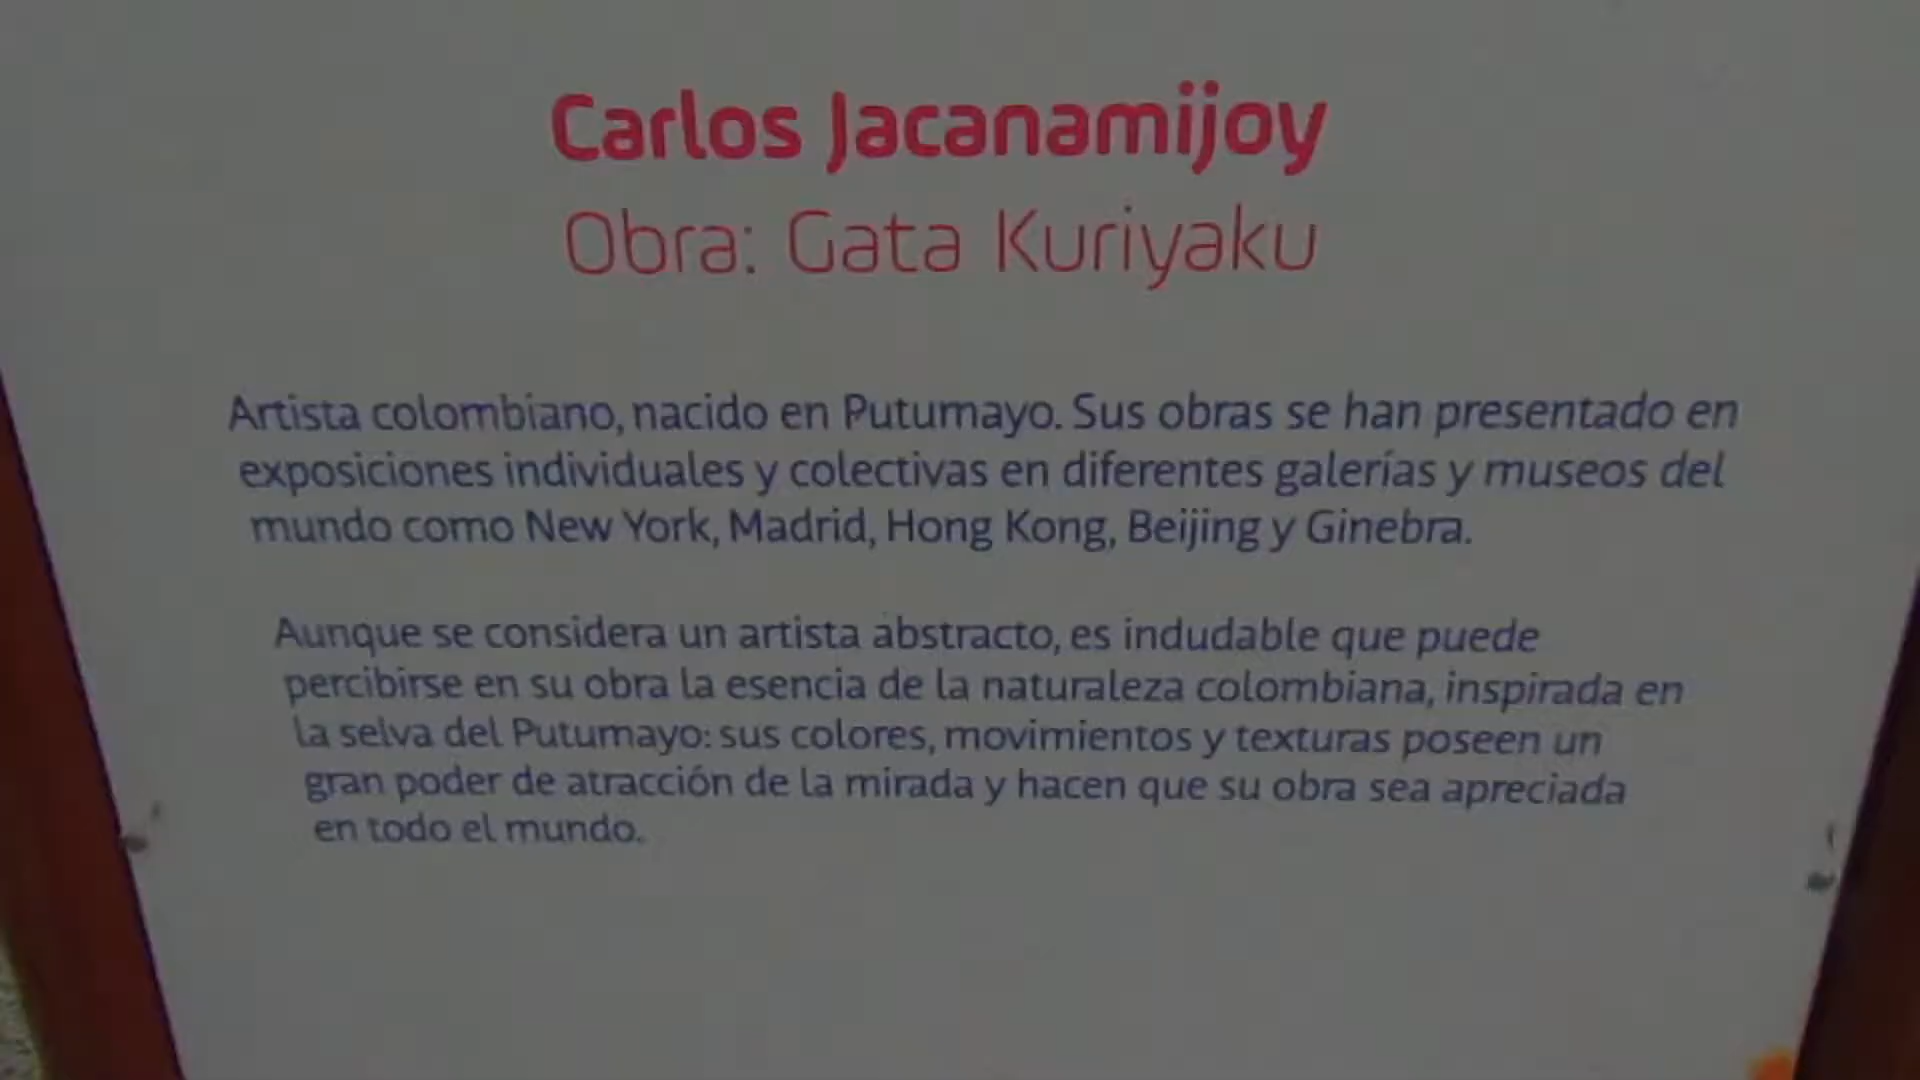 Carlos Jacanamijoy
Obra: Gata Kuriyaku
Artista colombiano, nacido en Putumayo. Sus obras se han presentado en
exposiciones individuales y colectivas en diferentes galerías y museos del
mundo como New York, Madrid, Hong Kong, Beijing y Ginebra.
Aunque se considera un artista abstracto, es indudable que puede
percibirse en su obra la esencia de la naturaleza colombiana, inspirada en
la selva del Putumayo: sus colores, movimientos y texturas poseen un
gran poder de atracción de la mirada y hacen que su obra sea apreciada
en todo el mundo.